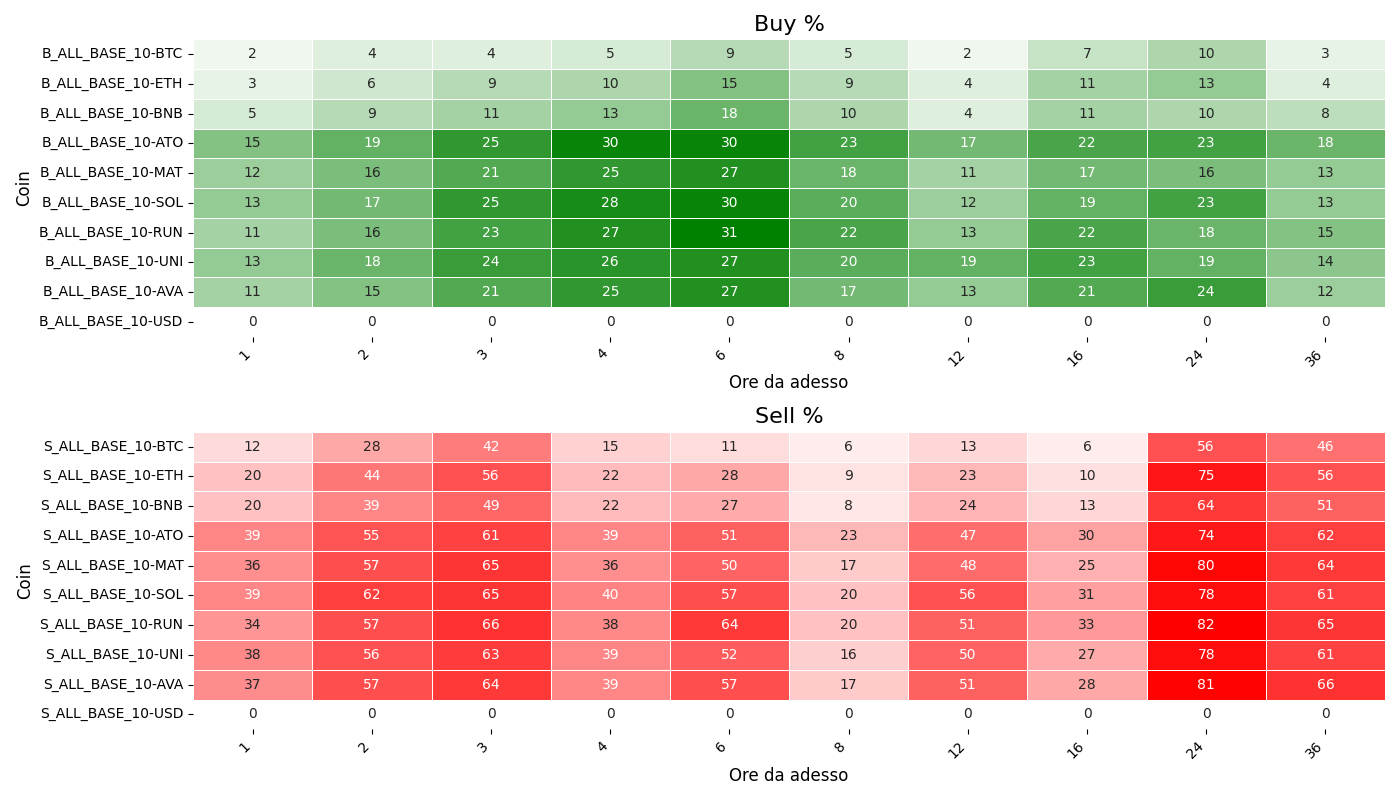 Buy %
Coin
B_ALL_BASE_10-BTC 2 4 4 5 9 5 2 7 10 3
B_ALL_BASE_10-ETH 3 6 9 10 15 9 4 11 13 4
B_ALL_BASE_10-BNB 5 9 11 13 18 10 4 11 10 8
B_ALL_BASE_10-ATO 15 19 25 30 30 23 17 22 23 18
B_ALL_BASE_10-MAT 12 16 21 25 27 18 11 17 16 13
B_ALL_BASE_10-SOL 13 17 25 28 30 20 12 19 23 13
B_ALL_BASE_10-RUN 11 16 23 27 31 22 13 22 18 15
B_ALL_BASE_10-UNI 13 18 24 26 27 20 19 23 19 14
B_ALL_BASE_10-AVA 11 15 21 25 27 17 13 21 24 12
B_ALL_BASE_10-USD 0 0 0 0 0 0 0 0 0 0
1 2 3 4 6 8 12 16 24 36
Ore da adesso
Sell %
Coin
S_ALL_BASE_10-BTC 12 28 42 15 11 6 13 6 56 46
S_ALL_BASE_10-ETH 20 44 56 22 28 9 23 10 75 56
S_ALL_BASE_10-BNB 20 39 49 22 27 8 24 13 64 51
S_ALL_BASE_10-ATO 39 55 61 39 51 23 47 30 74 62
S_ALL_BASE_10-MAT 36 57 65 36 50 17 48 25 80 64
S_ALL_BASE_10-SOL 39 62 65 40 57 20 56 31 78 61
S_ALL_BASE_10-RUN 34 57 66 38 64 20 51 33 82 65
S_ALL_BASE_10-UNI 38 56 63 39 52 16 50 27 78 61
S_ALL_BASE_10-AVA 37 57 64 39 57 17 51 28 81 66
S_ALL_BASE_10-USD 0 0 0 0 0 0 0 0 0 0
1 2 3 4 6 8 12 16 24 36
Ore da adesso